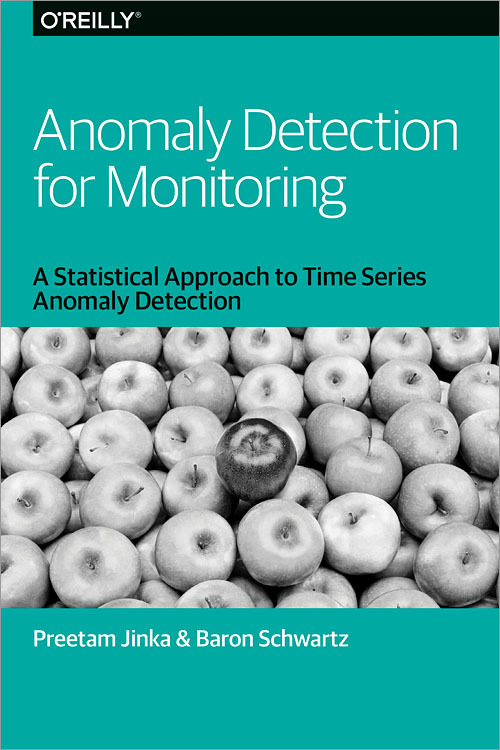 O'REILLY®
Anomaly Detection
for Monitoring
A Statistical Approach to Time Series
Anomaly Detection
Preetam Jinka & Baron Schwartz